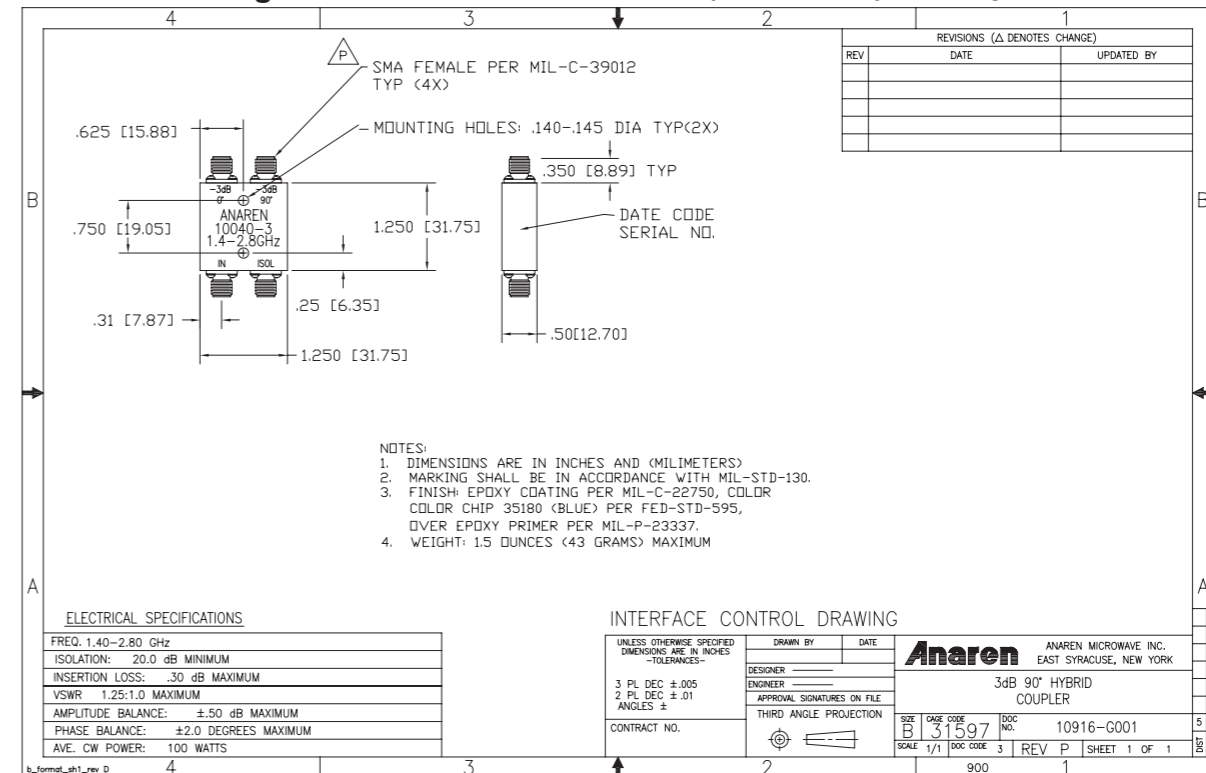 4 3 2 1
REVISIONS (△ DENOTES CHANGE)
REV DATE UPDATED BY
P
SMA FEMALE PER MIL-C-39012
TYP (4X)
.625 [15.88]
MOUNTING HOLES: .140-.145 DIA TYP(2X)
.350 [8.89] TYP
B B
-3dB -3dB
0° 90°
ANAREN
10040-3
1.4-2.8GHz
IN ISOL
.750 [19.05]
1.250 [31.75]
DATE CODE
SERIAL NO.
.25 [6.35]
.31 [7.87]
.50[12.70]
1.250 [31.75]
NOTES:
1. DIMENSIONS ARE IN INCHES AND (MILIMETERS)
2. MARKING SHALL BE IN ACCORDANCE WITH MIL-STD-130.
3. FINISH: EPOXY COATING PER MIL-C-22750, COLOR
COLOR CHIP 35180 (BLUE) PER FED-STD-595,
OVER EPOXY PRIMER PER MIL-P-23337.
4. WEIGHT: 1.5 OUNCES (43 GRAMS) MAXIMUM
A A
ELECTRICAL SPECIFICATIONS
FREQ. 1.40-2.80 GHz
ISOLATION: 20.0 dB MINIMUM
INSERTION LOSS: .30 dB MAXIMUM
VSWR 1.25:1.0 MAXIMUM
AMPLITUDE BALANCE: ±.50 dB MAXIMUM
PHASE BALANCE: ±2.0 DEGREES MAXIMUM
AVE. CW POWER: 100 WATTS
INTERFACE CONTROL DRAWING
UNLESS OTHERWISE SPECIFIED
DIMENSIONS ARE IN INCHES
-TOLERANCES-
3 PL DEC ±.005
2 PL DEC ±.01
ANGLES ±
CONTRACT NO.
DRAWN BY DATE
DESIGNER
ENGINEER
APPROVAL SIGNATURES ON FILE
THIRD ANGLE PROJECTION
Anaren
ANAREN MICROWAVE INC.
EAST SYRACUSE, NEW YORK
3dB 90° HYBRID
COUPLER
SIZE B
CAGE CODE 31597
DOC NO. 10916-G001
SCALE 1/1 DOC CODE 3 REV P SHEET 1 OF 1
5
DIST
b_format_sh1_rev D
4 3 2 1
900